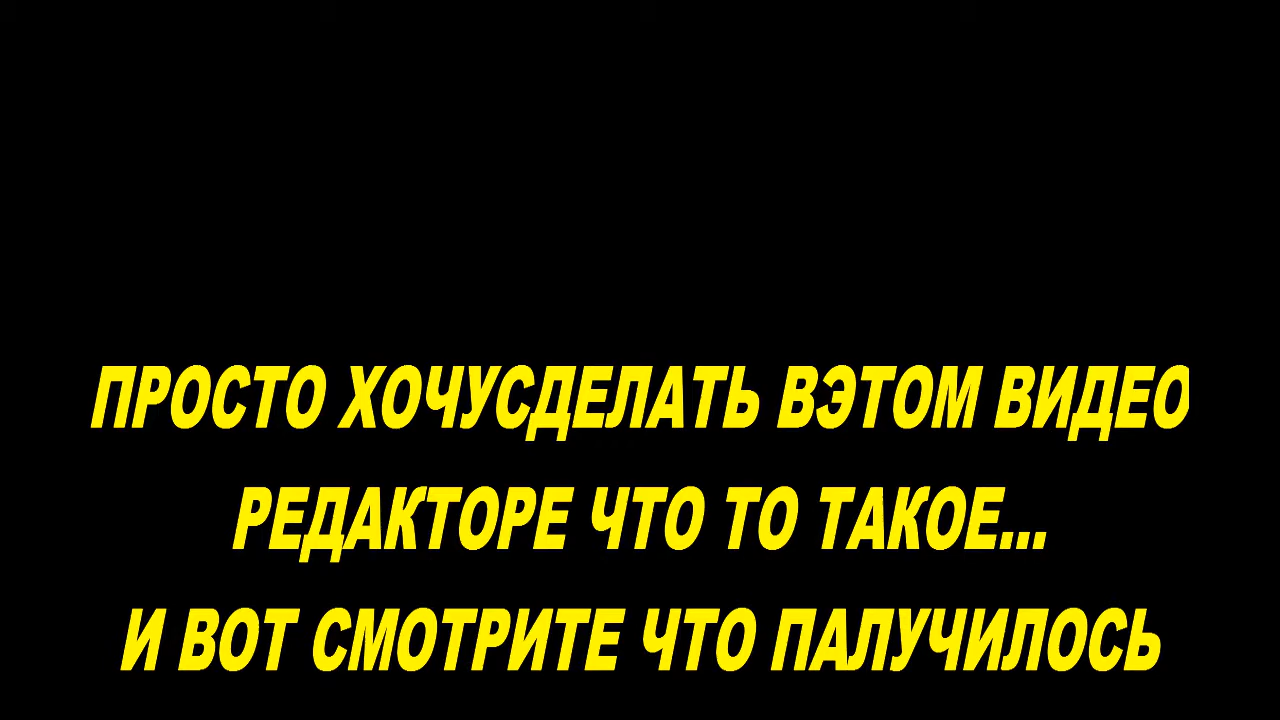 ПРОСТО ХОЧУСДЕЛАТЬ ВЭТОМ ВИДЕО
РЕДАКТОРЕ ЧТО ТО ТАКОЕ...
И ВОТ СМОТРИТЕ ЧТО ПАЛУЧИЛОСЬ